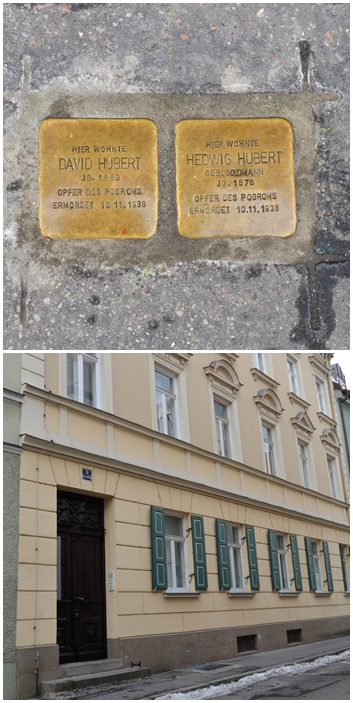 HIER WOHNTE
DAVID HUBERT
JG. 1869
OPFER DES POGROMS
ERMORDET 10.11.1938
HIER WOHNTE
HEDWIG HUBERT
GEB. GOLDMANN
JG. 1878
OPFER DES POGROMS
ERMORDET 10.11.1938